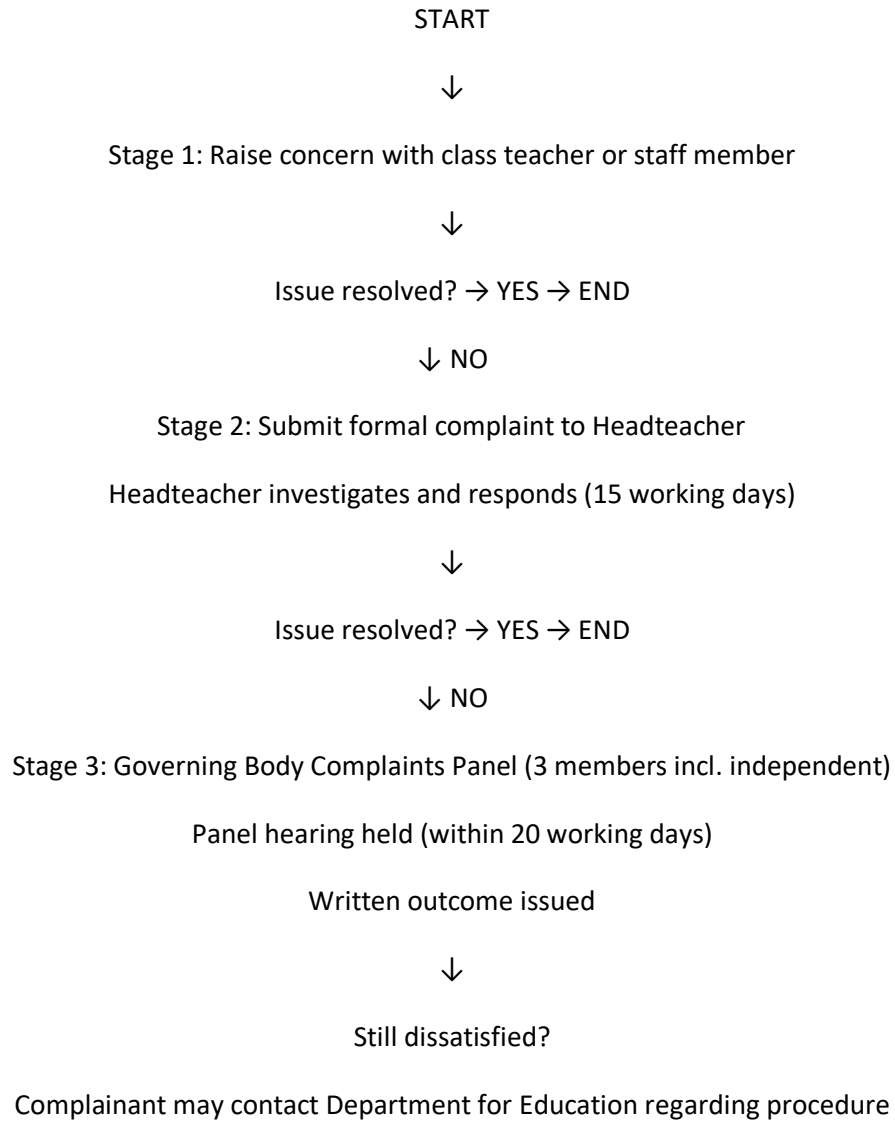 START
↓
Stage 1: Raise concern with class teacher or staff member
↓
Issue resolved? → YES → END
↓ NO
Stage 2: Submit formal complaint to Headteacher
Headteacher investigates and responds (15 working days)
↓
Issue resolved? → YES → END
↓ NO
Stage 3: Governing Body Complaints Panel (3 members incl. independent)
Panel hearing held (within 20 working days)
Written outcome issued
↓
Still dissatisfied?
Complainant may contact Department for Education regarding procedure